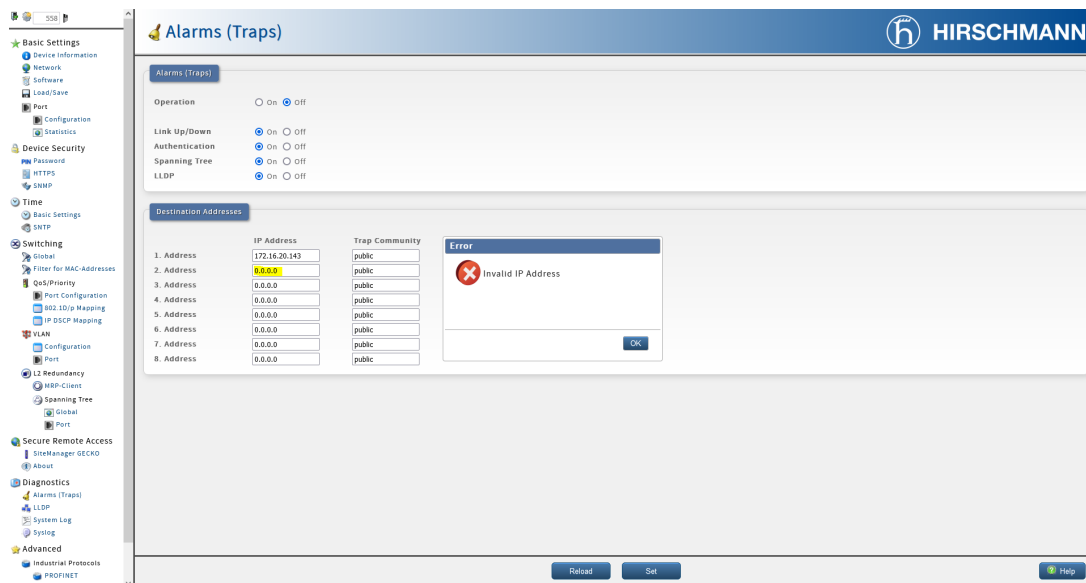 558
Basic Settings
Device Information
Network
Software
Load/Save
Port
Configuration
Statistics
Device Security
PIN Password
HTTPS
SNMP
Time
Basic Settings
SNTP
Switching
Global
Filter for MAC-Addresses
QoS/Priority
Port Configuration
802.1D/p Mapping
IP DSCP Mapping
VLAN
Configuration
Port
L2 Redundancy
MRP-Client
Spanning Tree
Global
Port
Secure Remote Access
SiteManager GECKO
About
Diagnostics
Alarms (Traps)
LLDP
System Log
Syslog
Advanced
Industrial Protocols
PROFINET
Alarms (Traps)
HIRSCHMANN
Alarms (Traps)
Operation On Off
Link Up/Down On Off
Authentication On Off
Spanning Tree On Off
LLDP On Off
Destination Addresses
IP Address Trap Community
1. Address 172.16.20.143 public
2. Address 0.0.0.0 public
3. Address 0.0.0.0 public
4. Address 0.0.0.0 public
5. Address 0.0.0.0 public
6. Address 0.0.0.0 public
7. Address 0.0.0.0 public
8. Address 0.0.0.0 public
Error
Invalid IP Address
OK
Reload Set Help